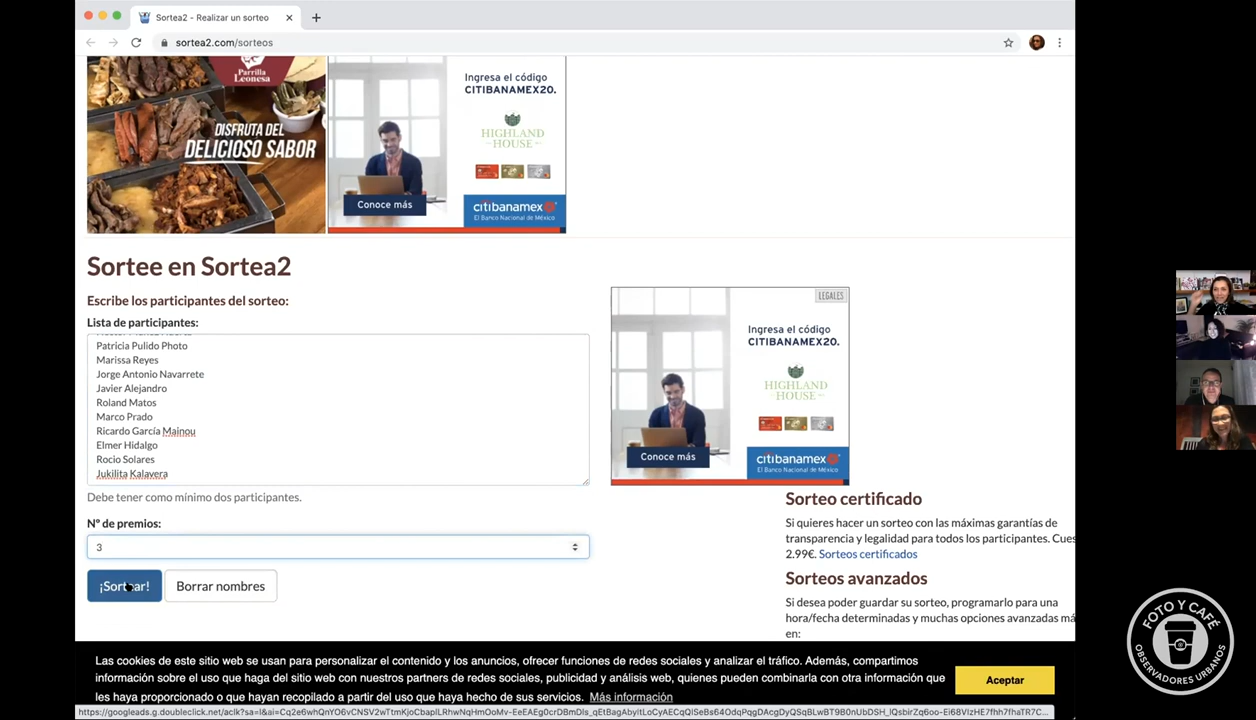 Sortea2 - Realizar un sorteo
sortea2.com/sorteos
Parrilla
Leonesa
DISFRUTA DEL
DELICIOSO SABOR
Ingresa el código
CITIBANAMEX20.
HIGHLAND
HOUSE
Conoce más
citibanamex
El Banco Nacional de México
Sortee en Sortea2
Escribe los participantes del sorteo:
Lista de participantes:
Patricia Pulido Photo
Marissa Reyes
Jorge Antonio Navarrete
Javier Alejandro
Roland Matos
Marco Prado
Ricardo García Mainou
Elmer Hidalgo
Rocio Solares
Jukilita Kalavera
Debe tener como mínimo dos participantes.
Nº de premios:
3
¡Sortear!
Borrar nombres
LEGALES
Ingresa el código
CITIBANAMEX20.
HIGHLAND
HOUSE
Conoce más
citibanamex
El Banco Nacional de México
Sorteo certificado
Si quieres hacer un sorteo con las máximas garantías de
transparencia y legalidad para todos los participantes. Cues
2.99€. Sorteos certificados
Sorteos avanzados
Si desea poder guardar su sorteo, programarlo para una
hora/fecha determinadas y muchas opciones avanzadas má
en:
Las cookies de este sitio web se usan para personalizar el contenido y los anuncios, ofrecer funciones de redes sociales y analizar el tráfico. Además, compartimos
información sobre el uso que haga del sitio web con nuestros partners de redes sociales, publicidad y análisis web, quienes pueden combinarla con otra información que
les haya proporcionado o que hayan recopilado a partir del uso que haya hecho de sus servicios. Más información
Aceptar
FOTO Y CAFÉ
OBSERVADORES URBANOS